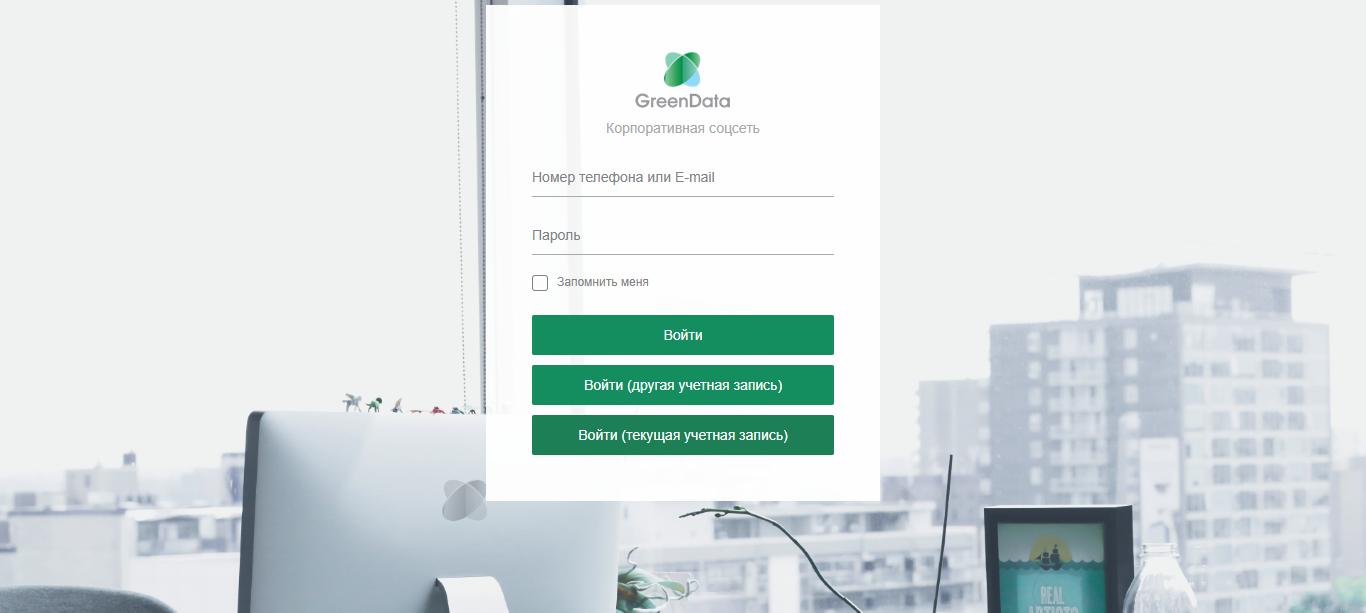 GreenData
Корпоративная соцсеть
Номер телефона или E-mail
Пароль
Запомнить меня
Войти
Войти (другая учетная запись)
Войти (текущая учетная запись)
REAL
ARTISTS